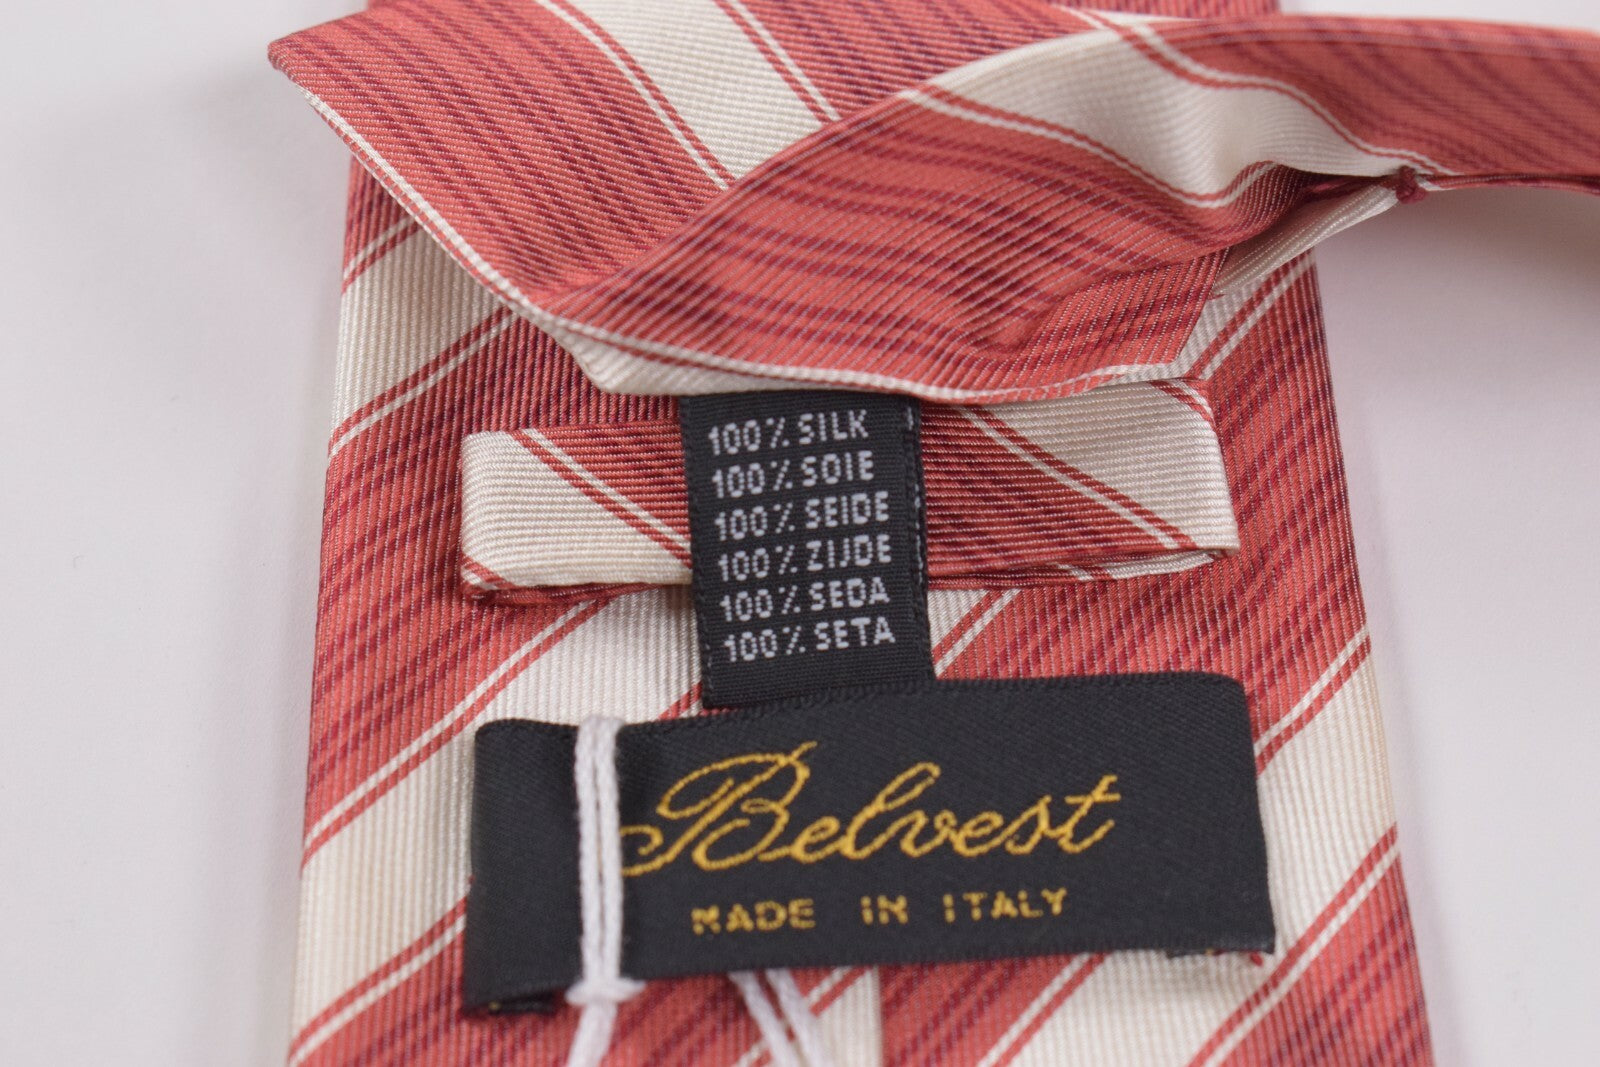 100% SILK
100% SOIE
100% SEIDE
100% ZIJDE
100% SEDA
100% SETA
Belvest
MADE IN ITALY